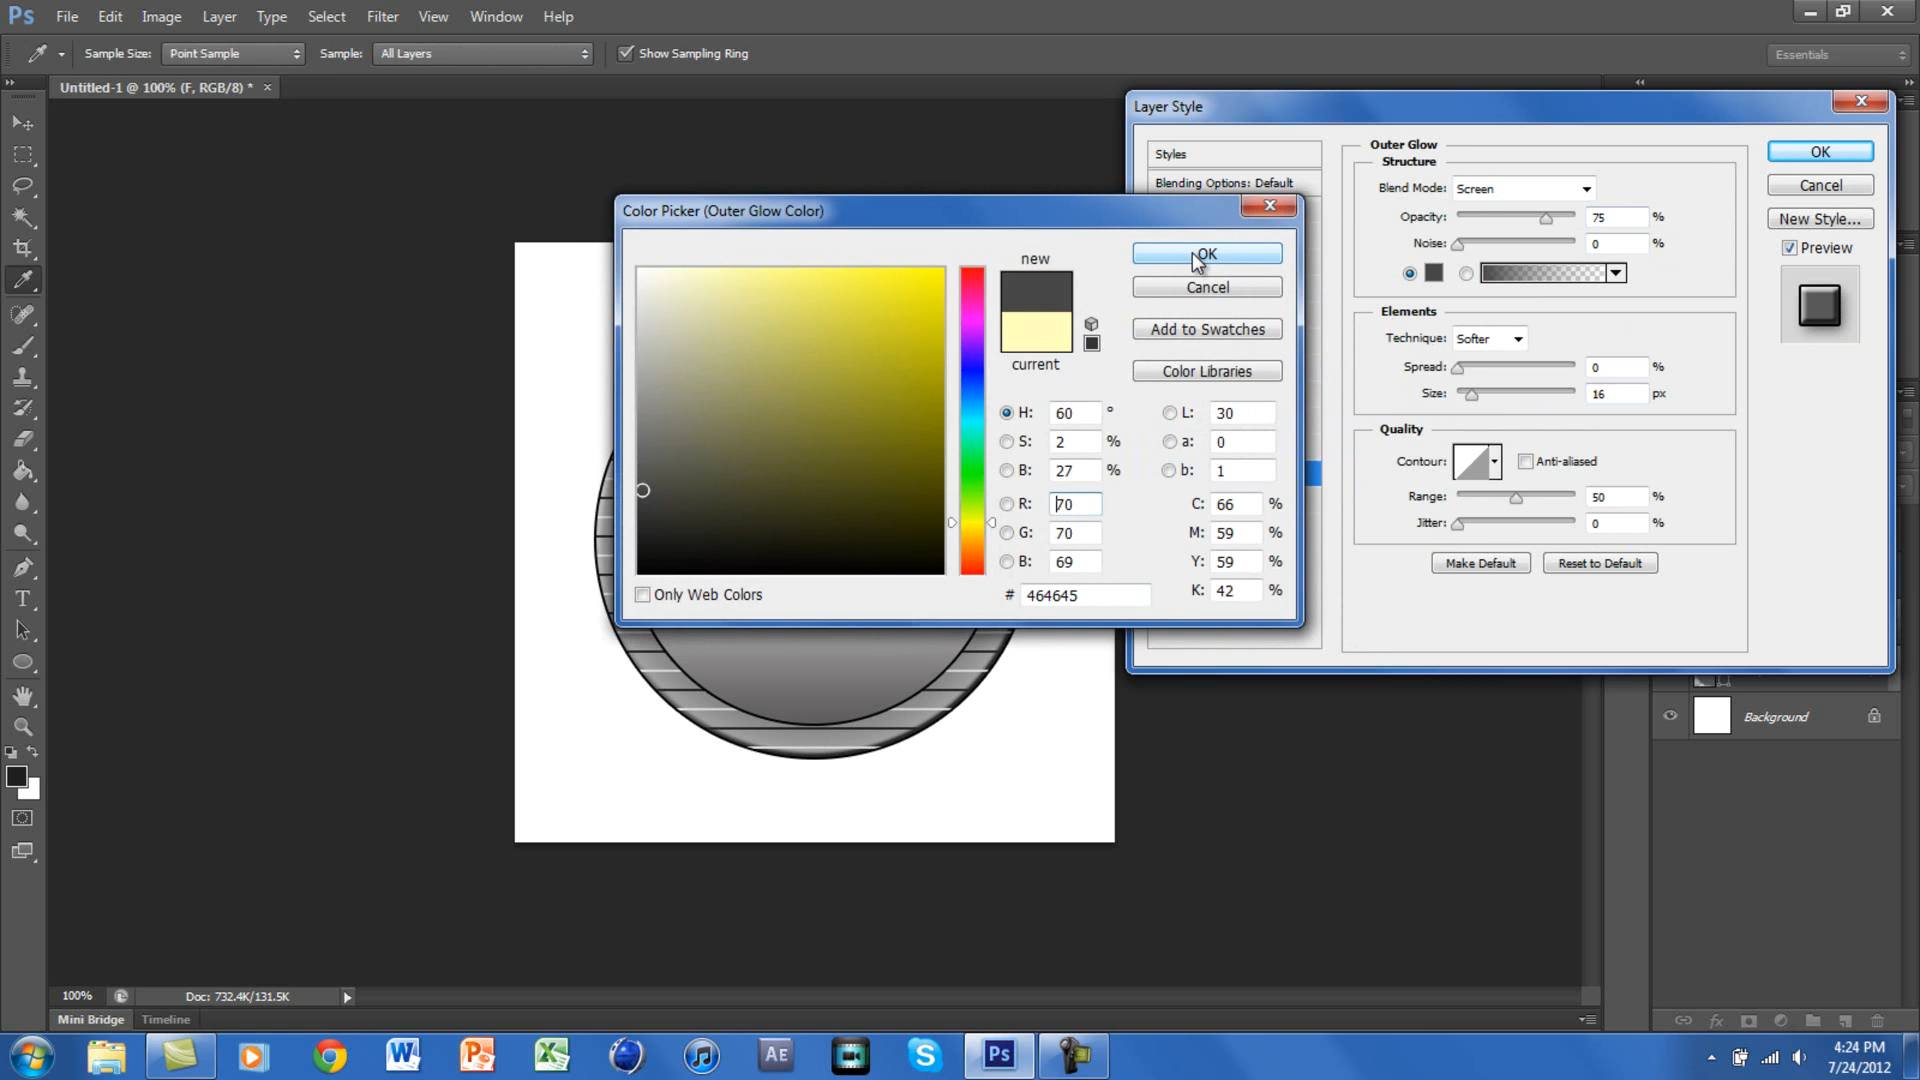 Ps File Edit Image Layer Type Select Filter View Window Help
Sample Size: Point Sample Sample: All Layers Show Sampling Ring Essentials
Untitled-1 @ 100% (F, RGB/8) * ×
Layer Style
Styles
Blending Options: Default
Outer Glow
Structure
Blend Mode: Screen
Opacity: 75 %
Noise: 0 %
Elements
Technique: Softer
Spread: 0 %
Size: 16 px
Quality
Contour: Anti-aliased
Range: 50 %
Jitter: 0 %
Make Default Reset to Default
OK
Cancel
New Style...
Preview
Color Picker (Outer Glow Color)
new
current
OK
Cancel
Add to Swatches
Color Libraries
H: 60 ° L: 30
S: 2 % a: 0
B: 27 % b: 1
R: 70 C: 66 %
G: 70 M: 59 %
B: 69 Y: 59 %
# 464645 K: 42 %
Only Web Colors
Background
fx
100% Doc: 732.4K/131.5K
Mini Bridge Timeline
W P X AE S Ps
4:24 PM
7/24/2012